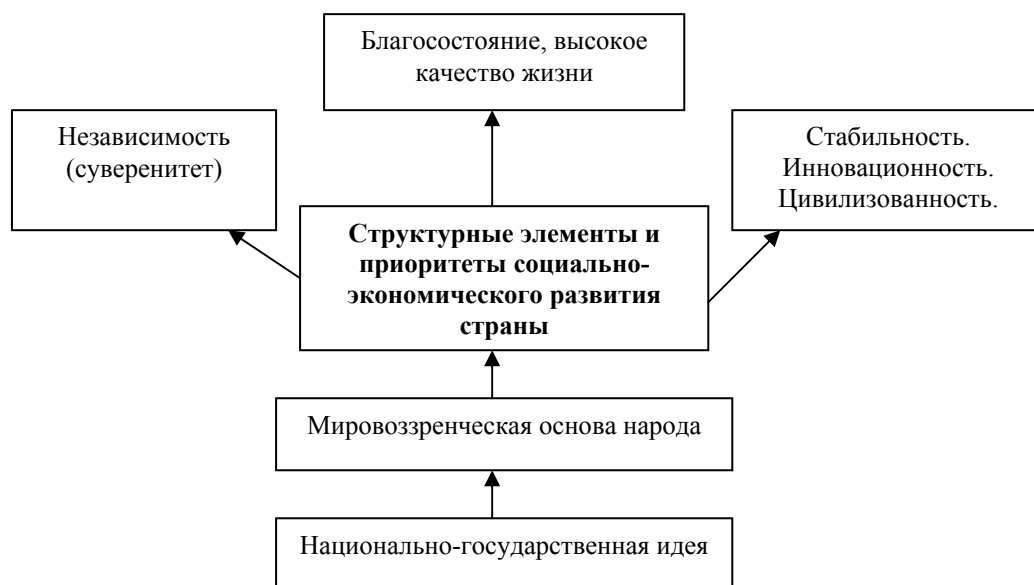 Благосостояние, высокое
качество жизни
Независимость
(суверенитет)
Стабильность.
Инновационность.
Цивилизованность.
Структурные элементы и
приоритеты социально-
экономического развития
страны
Мировоззренческая основа народа
Национально-государственная идея